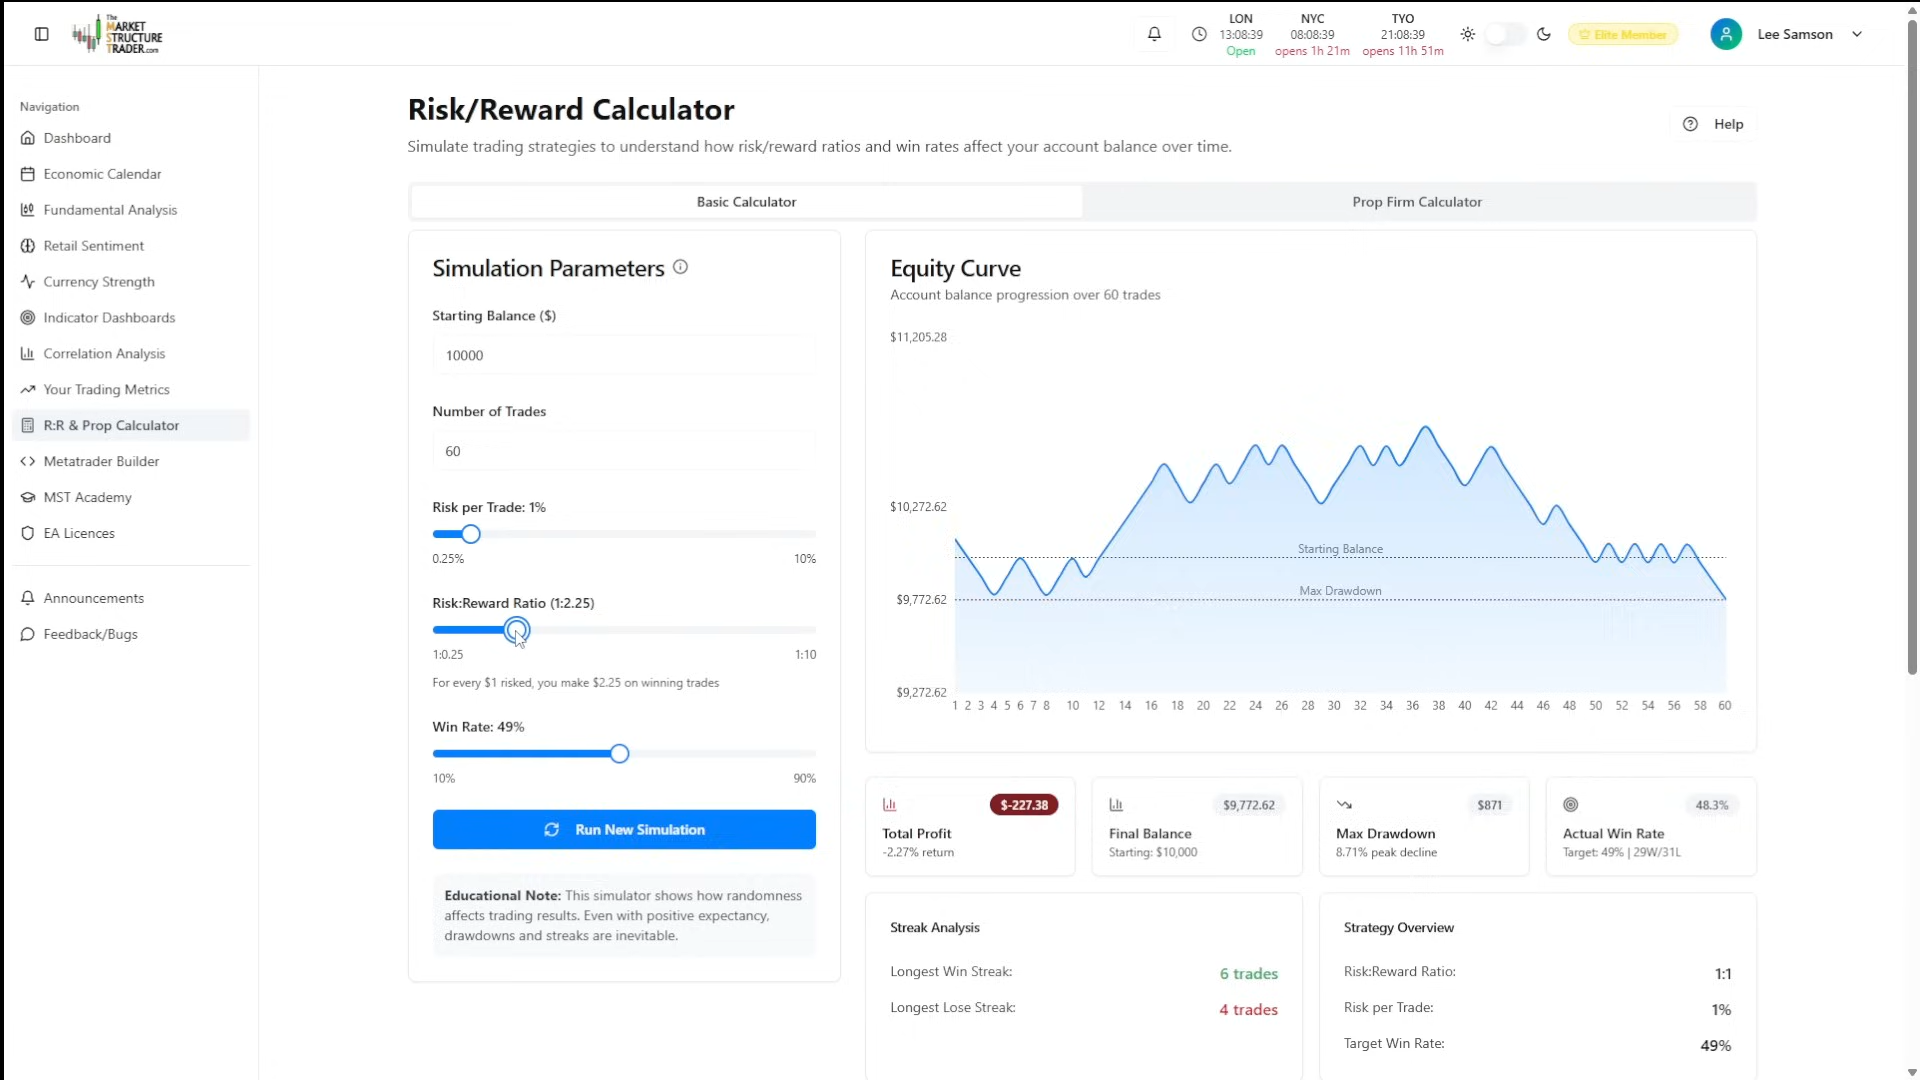 The
MARKET
STRUCTURE
TRADER.com
LON
13:08:39
Open
NYC
08:08:39
opens 1h 21m
TYO
21:08:39
opens 11h 51m
Elite Member
Lee Samson
Navigation
Dashboard
Economic Calendar
Fundamental Analysis
Retail Sentiment
Currency Strength
Indicator Dashboards
Correlation Analysis
Your Trading Metrics
R:R & Prop Calculator
Metatrader Builder
MST Academy
EA Licences
Announcements
Feedback/Bugs
Risk/Reward Calculator
Simulate trading strategies to understand how risk/reward ratios and win rates affect your account balance over time.
Help
Basic Calculator
Prop Firm Calculator
Simulation Parameters
Starting Balance ($)
10000
Number of Trades
60
Risk per Trade: 1%
0.25% 10%
Risk:Reward Ratio (1:2.25)
1:0.25 1:10
For every $1 risked, you make $2.25 on winning trades
Win Rate: 49%
10% 90%
Run New Simulation
Educational Note: This simulator shows how randomness
affects trading results. Even with positive expectancy,
drawdowns and streaks are inevitable.
Equity Curve
Account balance progression over 60 trades
$11,205.28
$10,272.62
Starting Balance
Max Drawdown
$9,772.62
$9,272.62
1 2 3 4 5 6 7 8 10 12 14 16 18 20 22 24 26 28 30 32 34 36 38 40 42 44 46 48 50 52 54 56 58 60
$-227.38
Total Profit
-2.27% return
$9,772.62
Final Balance
Starting: $10,000
$871
Max Drawdown
8.71% peak decline
48.3%
Actual Win Rate
Target: 49% | 29W/31L
Streak Analysis
Longest Win Streak: 6 trades
Longest Lose Streak: 4 trades
Strategy Overview
Risk:Reward Ratio: 1:1
Risk per Trade: 1%
Target Win Rate: 49%